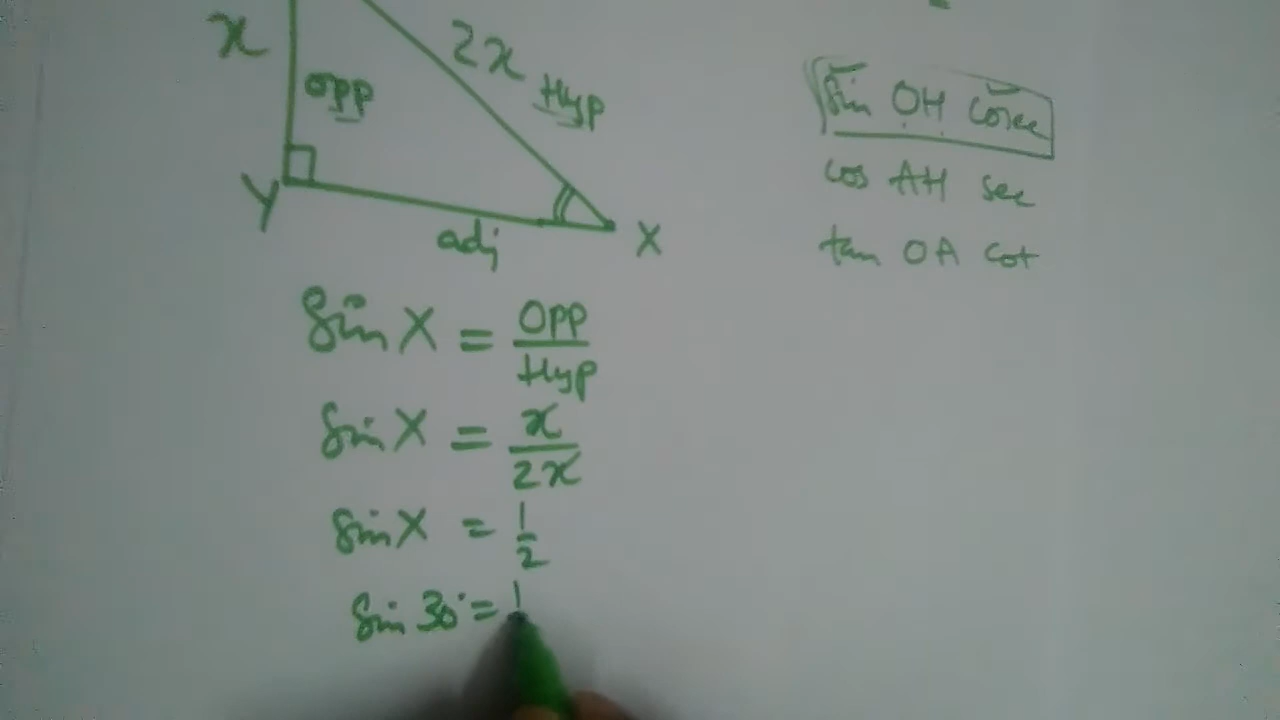 x
2x
opp
Hyp
Y
adj
X
Sin OH Cosec
cos AH sec
tan OA cot
Sin X = Opp/Hyp
Sin X = x/2x
Sin X = 1/2
Sin 30° = 1